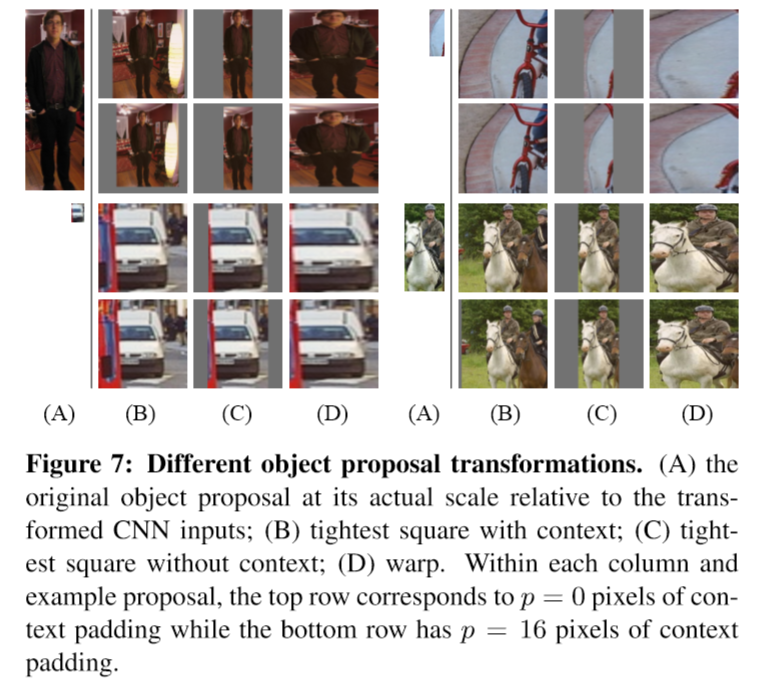 (A) (B) (C) (D) (A) (B) (C) (D)
Figure 7: Different object proposal transformations. (A) the
original object proposal at its actual scale relative to the trans-
formed CNN inputs; (B) tightest square with context; (C) tight-
est square without context; (D) warp. Within each column and
example proposal, the top row corresponds to p = 0 pixels of con-
text padding while the bottom row has p = 16 pixels of context
padding.